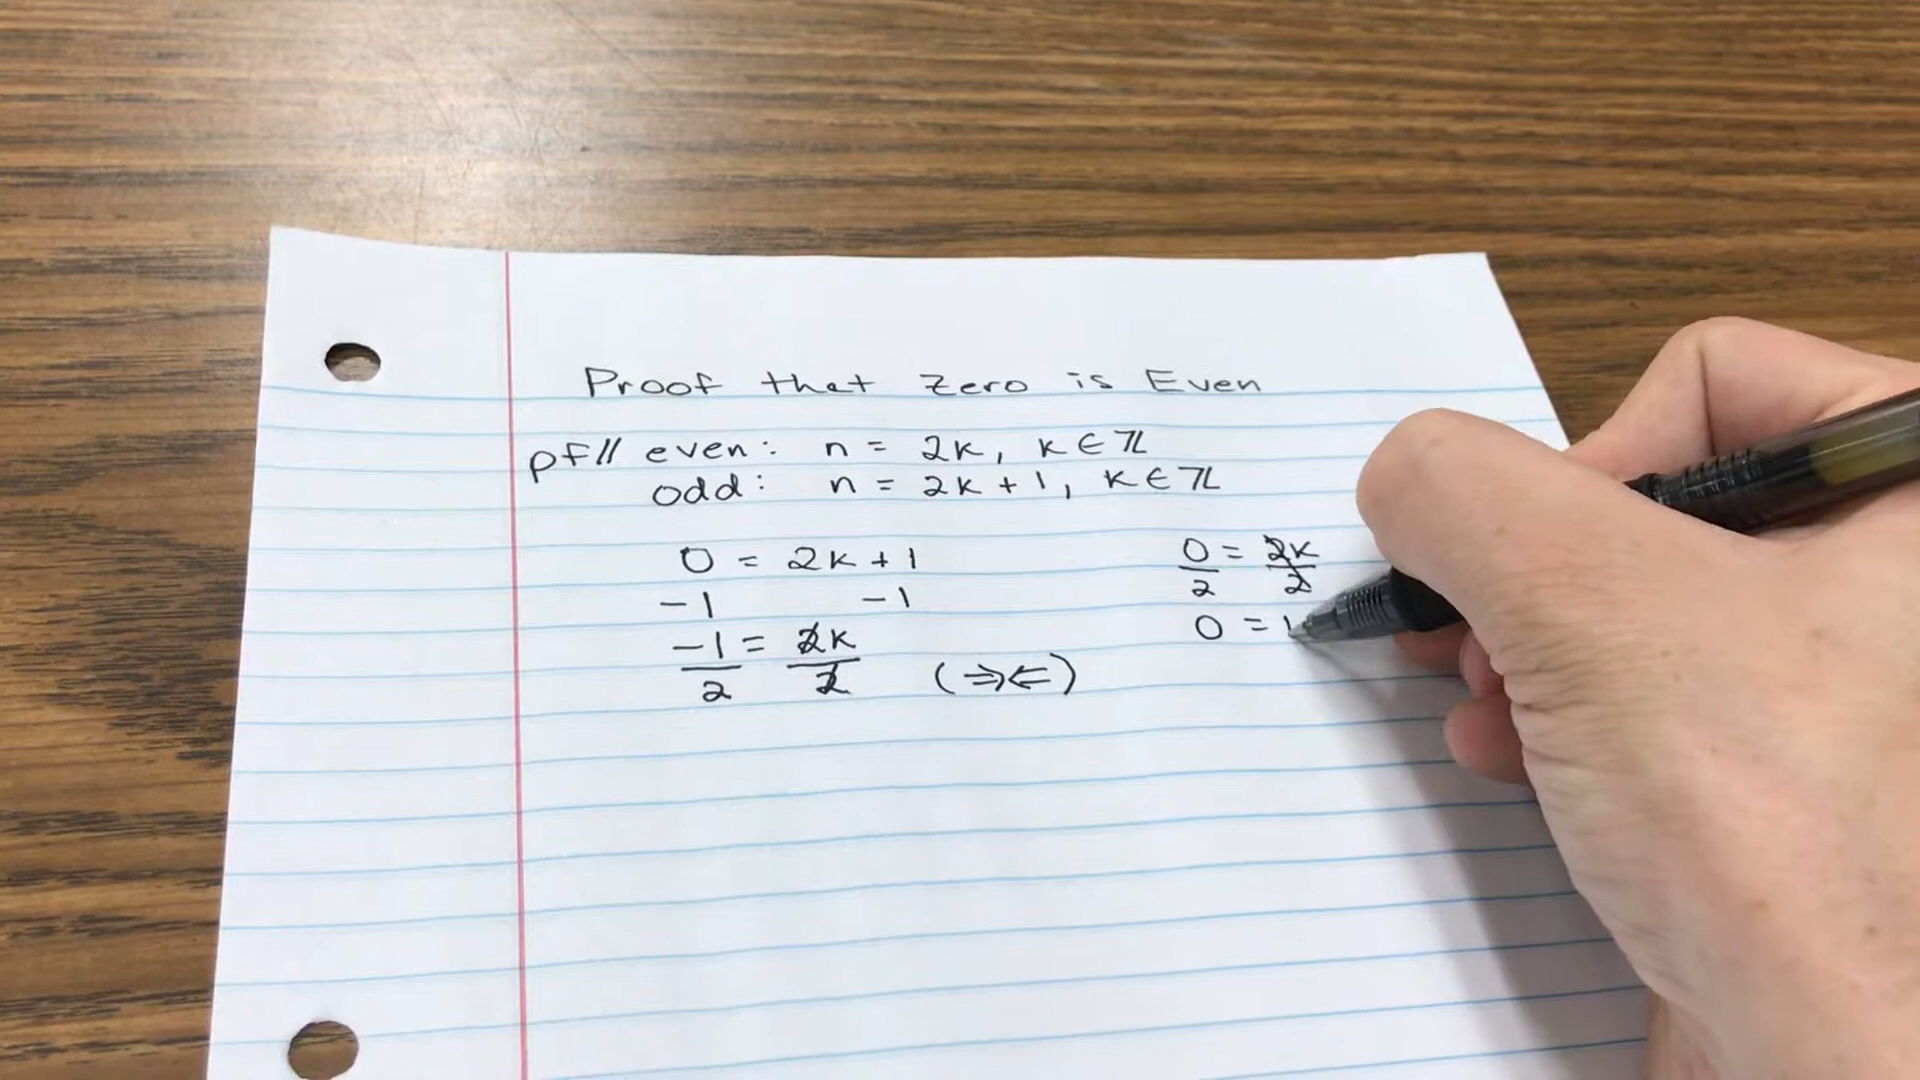 Proof that Zero is Even
pf// even: n = 2k, k ∈ ℤ
odd: n = 2k + 1, k ∈ ℤ
0 = 2k + 1
-1 -1
-1 = 2k
2 2 (⇒⇐)
0 = 2k
2 2
0 =